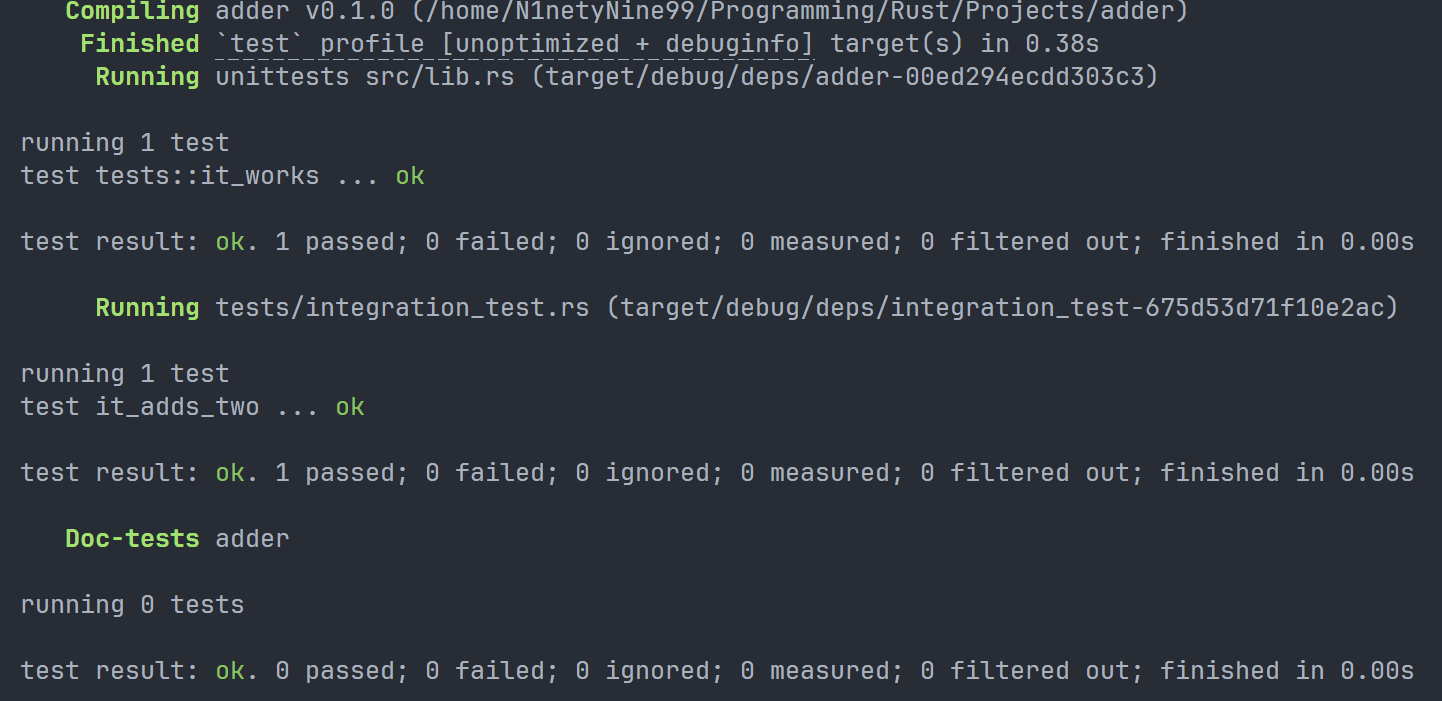 Compiling adder v0.1.0 (/home/N1netyNine99/Programming/Rust/Projects/adder)
Finished `test` profile [unoptimized + debuginfo] target(s) in 0.38s
Running unittests src/lib.rs (target/debug/deps/adder-00ed294ecdd303c3)
running 1 test
test tests::it_works ... ok
test result: ok. 1 passed; 0 failed; 0 ignored; 0 measured; 0 filtered out; finished in 0.00s
Running tests/integration_test.rs (target/debug/deps/integration_test-675d53d71f10e2ac)
running 1 test
test it_adds_two ... ok
test result: ok. 1 passed; 0 failed; 0 ignored; 0 measured; 0 filtered out; finished in 0.00s
Doc-tests adder
running 0 tests
test result: ok. 0 passed; 0 failed; 0 ignored; 0 measured; 0 filtered out; finished in 0.00s